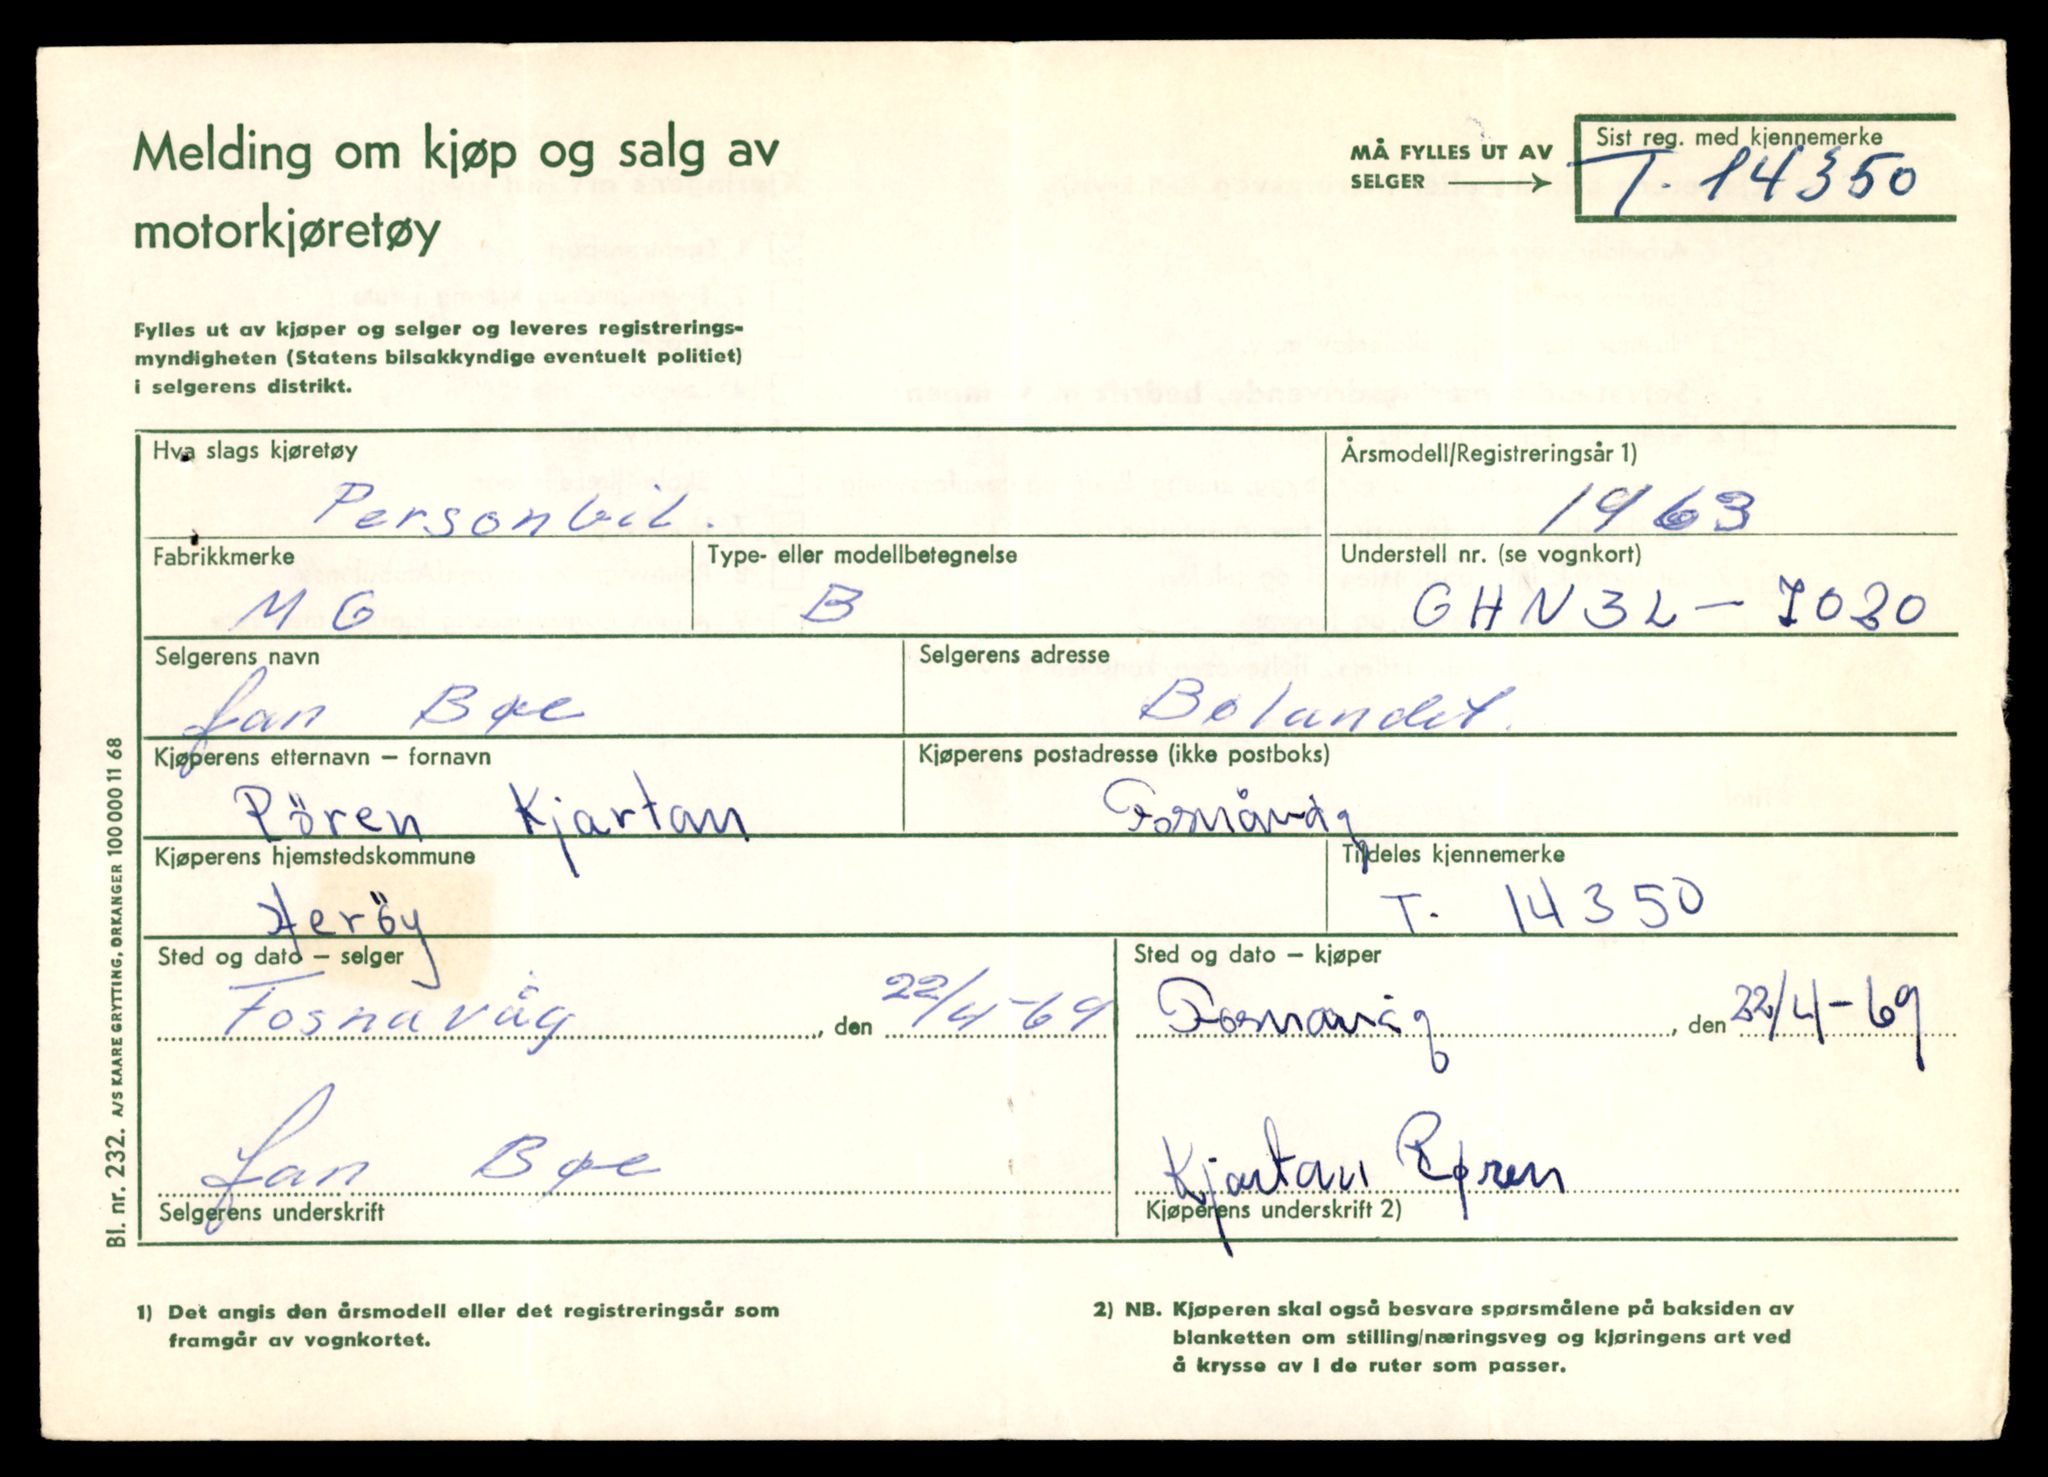 Melding om kjøp og salg av
motorkjøretøy
MÅ FYLLES UT AV
SELGER →
Sist reg. med kjennemerke
T. 14350
Fylles ut av kjøper og selger og leveres registrerings-
myndigheten (Statens bilsakkyndige eventuelt politiet)
i selgerens distrikt.
Hva slags kjøretøy
Personbil.
Årsmodell/Registreringsår 1)
1963
Fabrikkmerke
MG
Type- eller modellbetegnelse
B
Understell nr. (se vognkort)
GHN3L-7020
Selgerens navn
Jan Bøe
Selgerens adresse
Bølandet.
Kjøperens etternavn – fornavn
Rören Kjartan
Kjøperens postadresse (ikke postboks)
Fosnåvåg
Kjøperens hjemstedskommune
Heröy
Tildeles kjennemerke
T. 14350
Sted og dato – selger
Fosnavåg, den 22/4-69
Sted og dato – kjøper
Fosnavåg, den 22/4-69
Jan Bøe
Selgerens underskrift
Kjartan Røren
Kjøperens underskrift 2)
1) Det angis den årsmodell eller det registreringsår som
framgår av vognkortet.
2) NB. Kjøperen skal også besvare spørsmålene på baksiden av
blanketten om stilling/næringsveg og kjøringens art ved
å krysse av i de ruter som passer.
Bl. nr. 232. A/S KAARE GRYTTING, ORKANGER 100 000 11 68